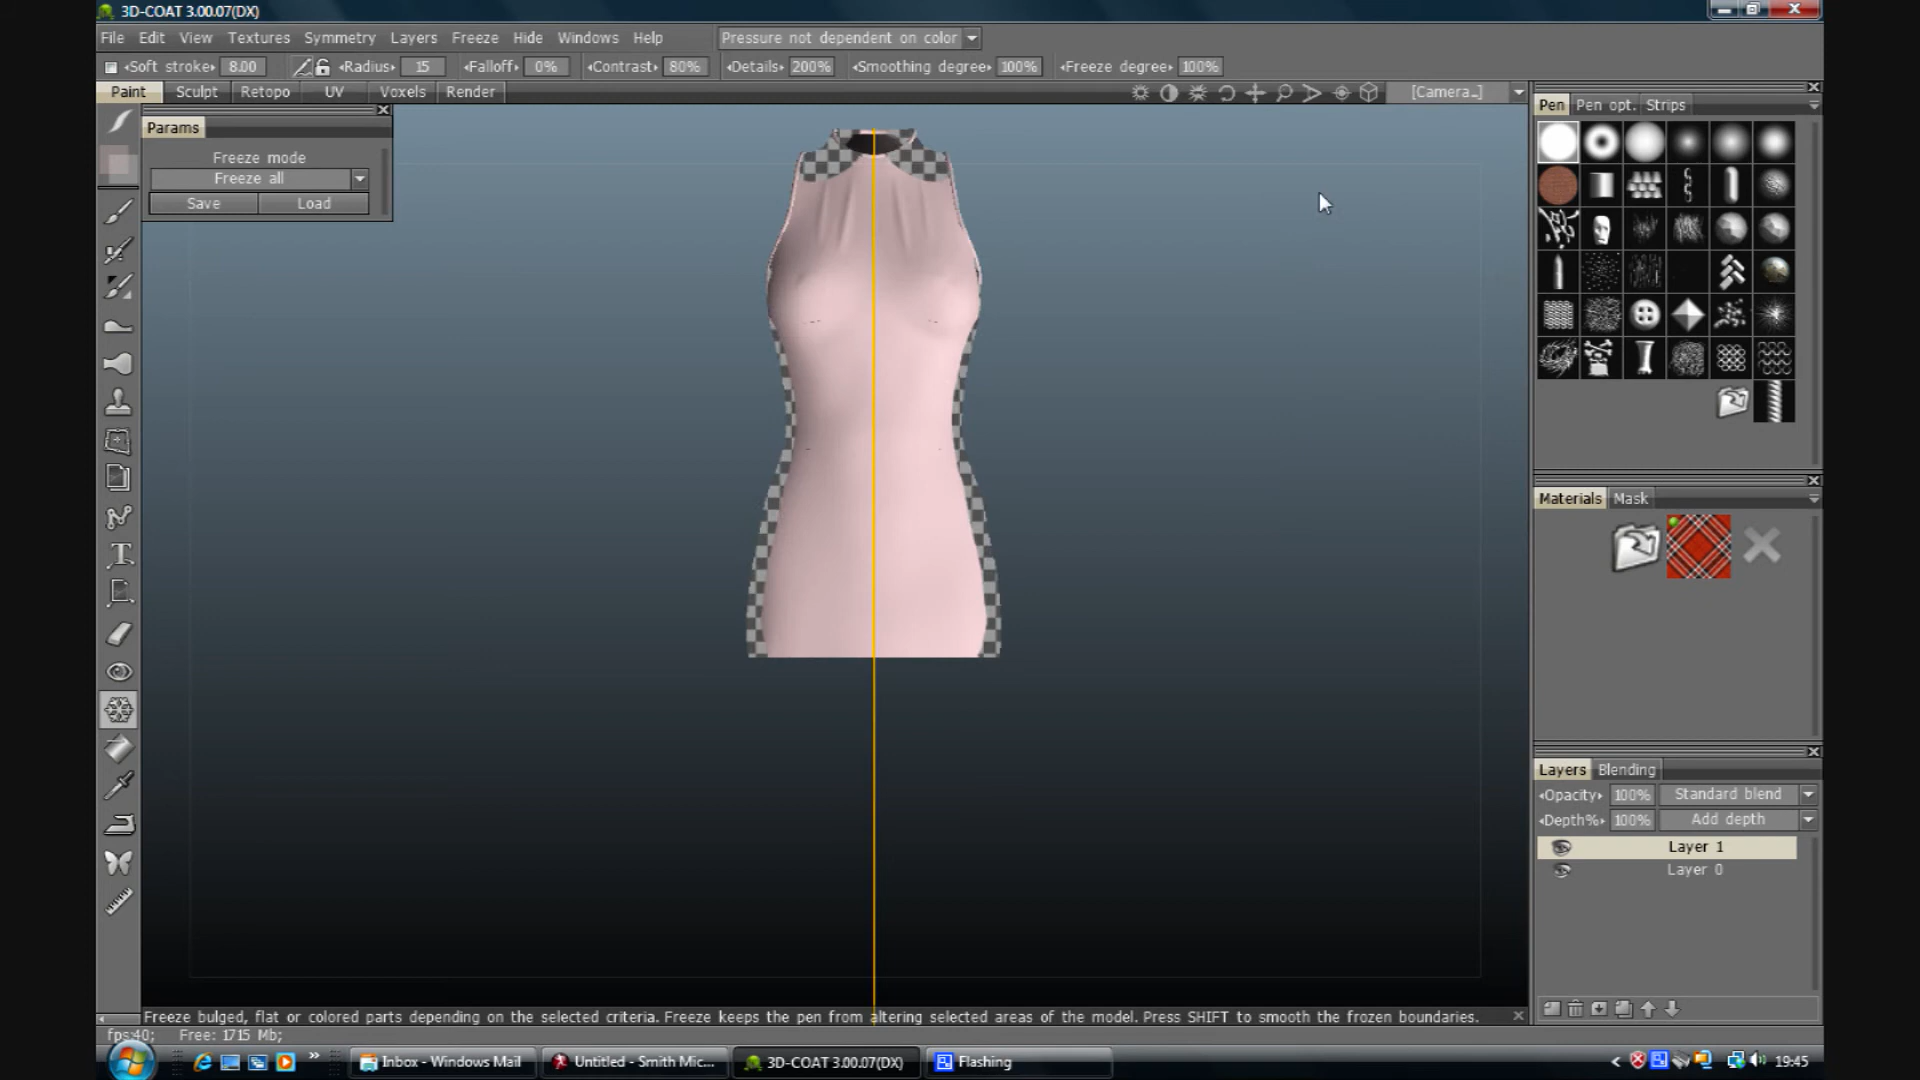 3D-COAT 3.00.07(DX)
File Edit View Textures Symmetry Layers Freeze Hide Windows Help Pressure not dependent on color
Soft stroke 8.00 Radius 15 Falloff 0% Contrast 80% Details 200% Smoothing degree 100% Freeze degree 100%
Paint Sculpt Retopo UV Voxels Render [Camera_]
Pen Pen opt. Strips
Params
Freeze mode
Freeze all
Save Load
Materials Mask
Layers Blending
Opacity 100% Standard blend
Depth% 100% Add depth
Layer 1
Layer 0
Freeze bulged, flat or colored parts depending on the selected criteria. Freeze keeps the pen from altering selected areas of the model. Press SHIFT to smooth the frozen boundaries.
fps:40; Free: 1715 Mb;
Inbox - Windows Mail Untitled - Smith Mic... 3D-COAT 3.00.07(DX) Flashing 19:45